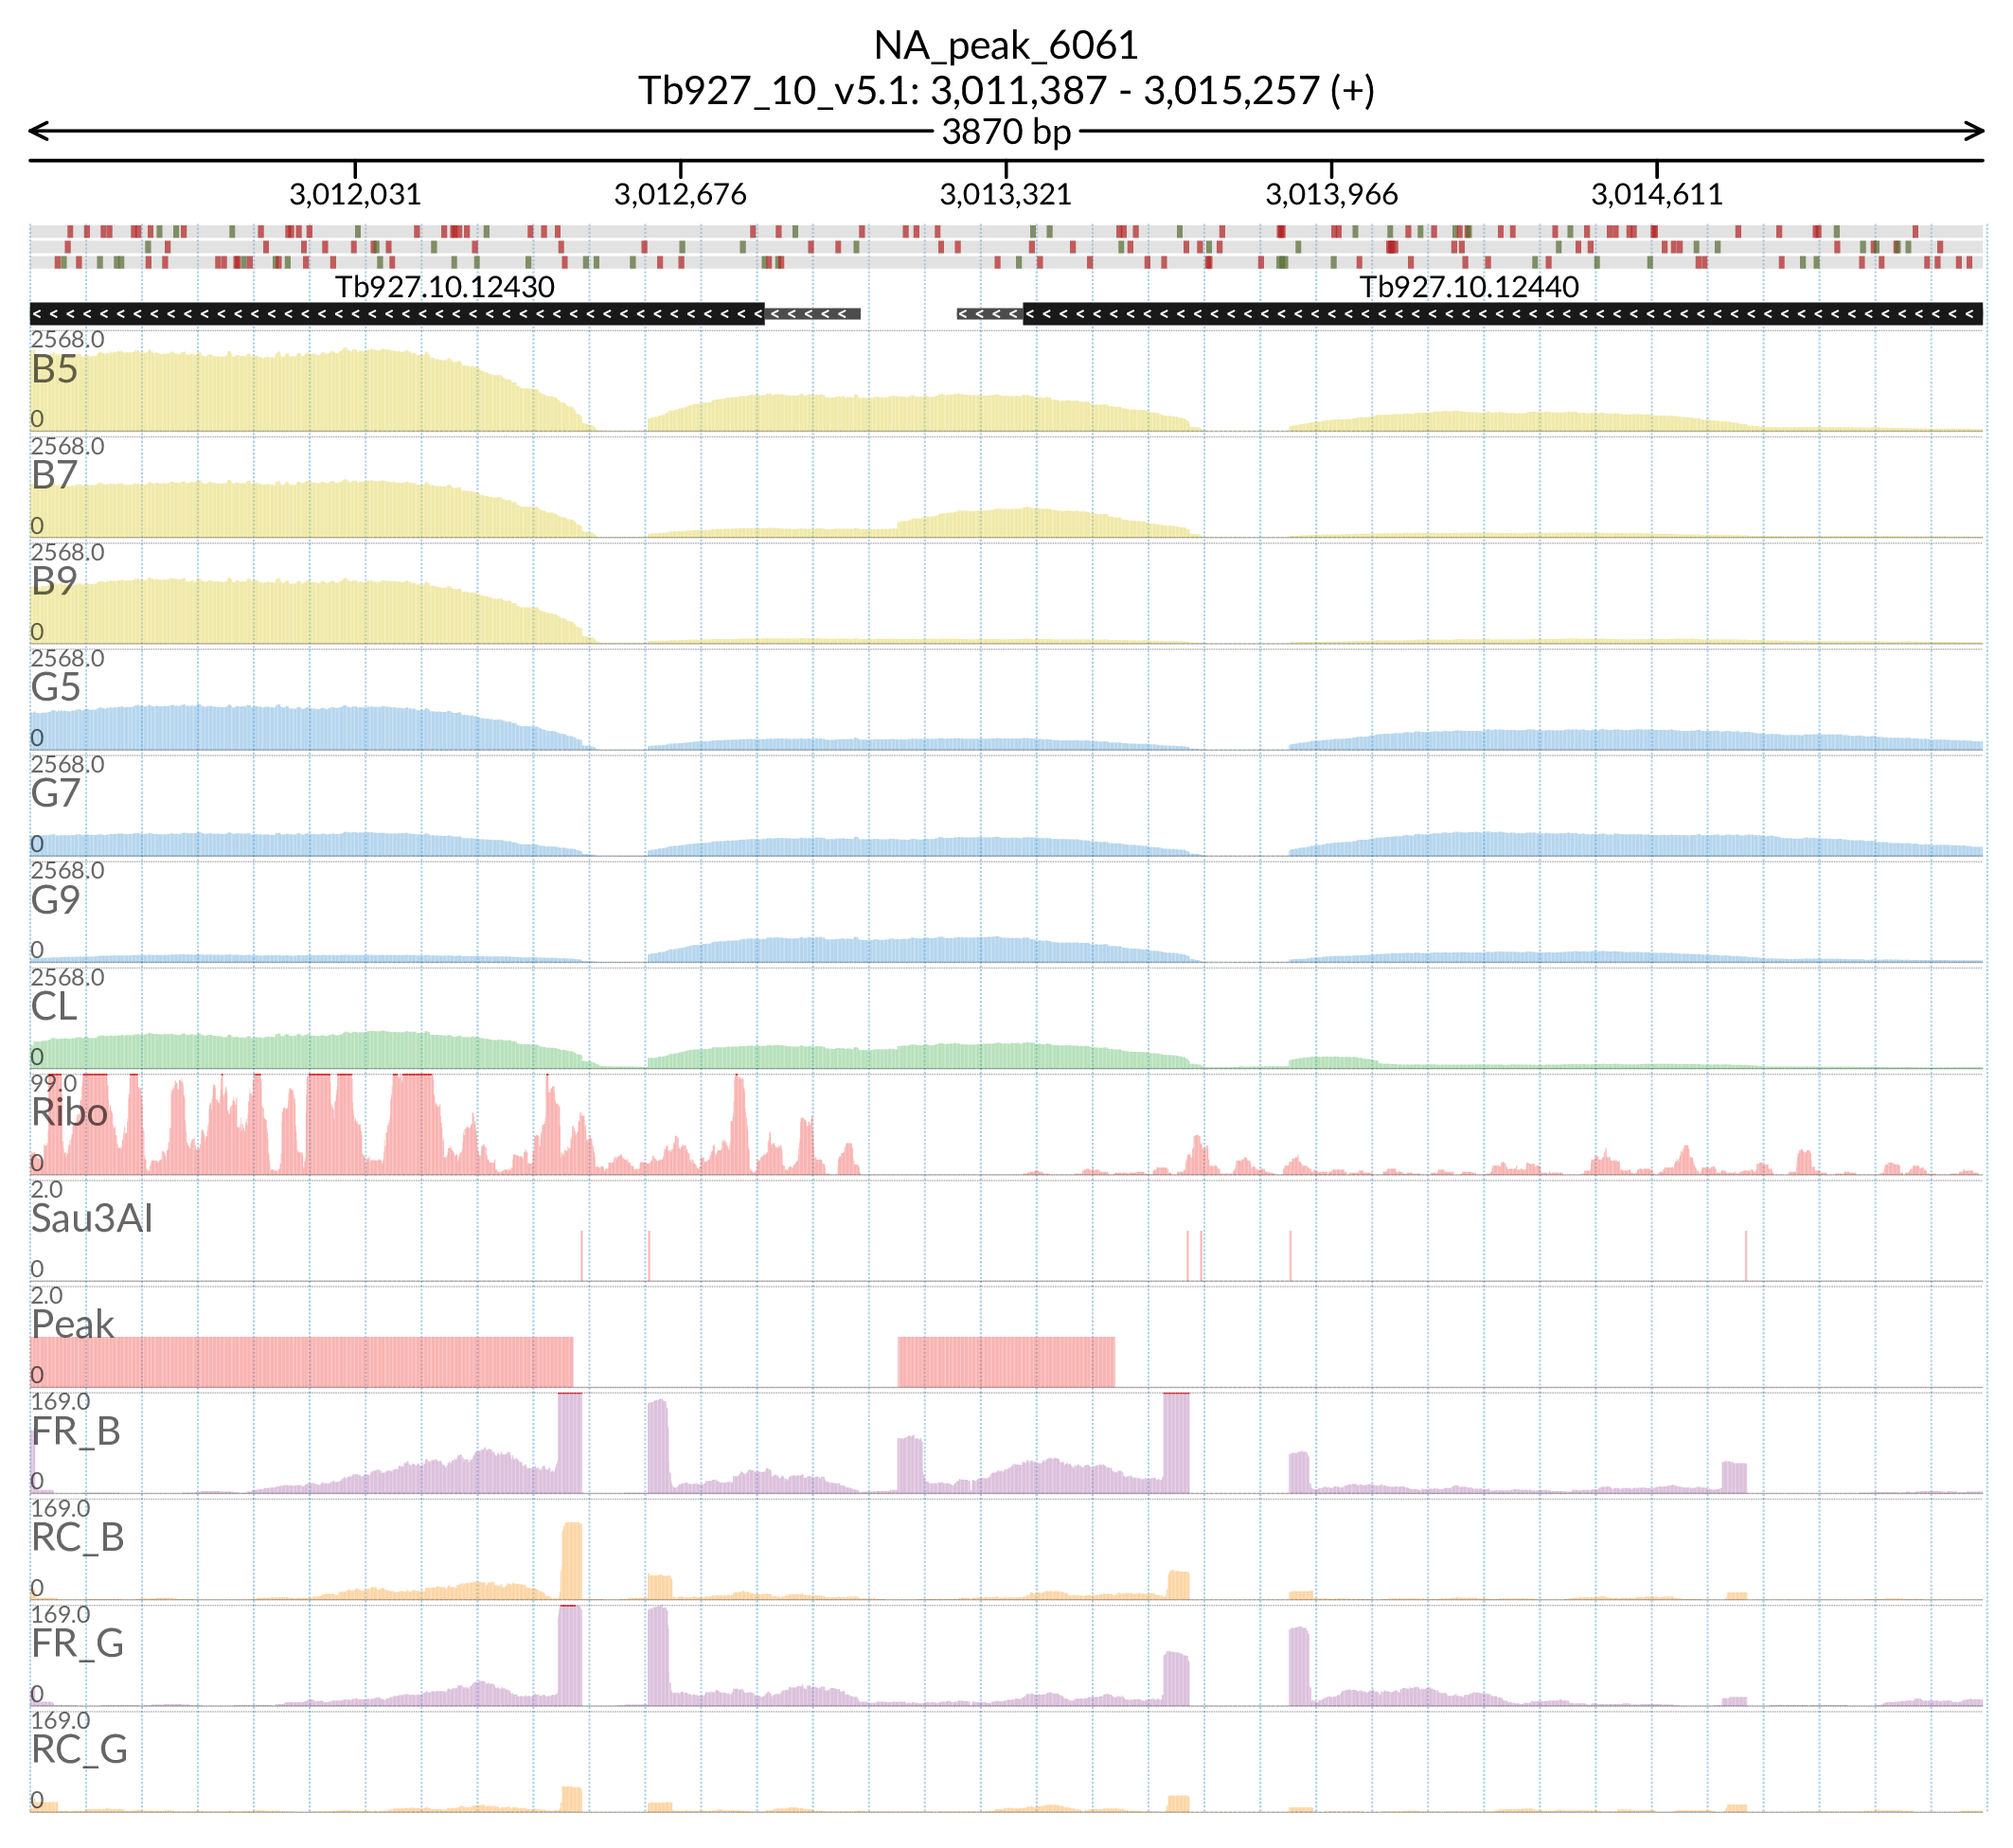 NA_peak_6061
Tb927_10_v5.1: 3,011,387 - 3,015,257 (+)
3870 bp
3,012,031 3,012,676 3,013,321 3,013,966 3,014,611
Tb927.10.12430 Tb927.10.12440
2568.0
B5
0
2568.0
B7
0
2568.0
B9
0
2568.0
G5
0
2568.0
G7
0
2568.0
G9
0
2568.0
CL
0
99.0
Ribo
0
2.0
Sau3AI
0
2.0
Peak
0
169.0
FR_B
0
169.0
RC_B
0
169.0
FR_G
0
169.0
RC_G
0